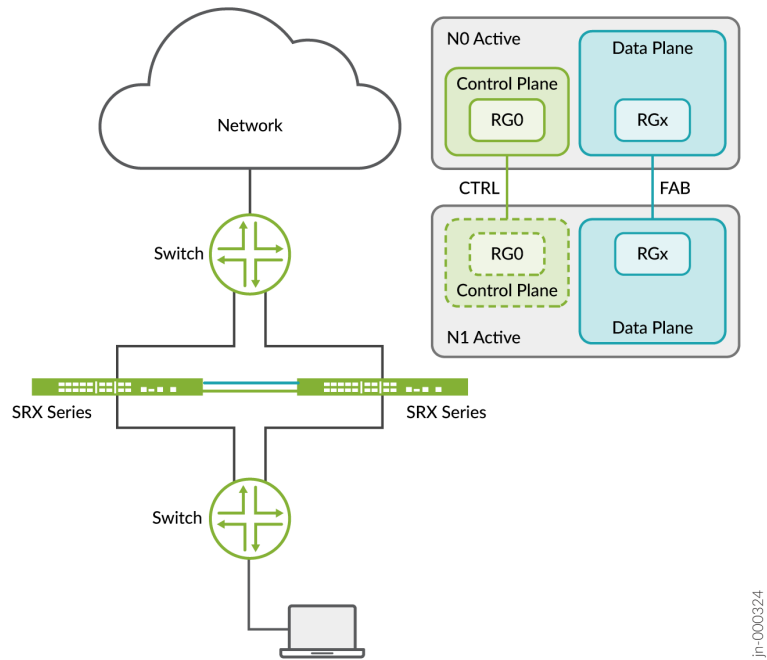 Network
Switch
SRX Series
SRX Series
Switch
N0 Active
Data Plane
Control Plane
RG0
RGx
CTRL
FAB
RG0
RGx
Control Plane
Data Plane
N1 Active
jn-000324